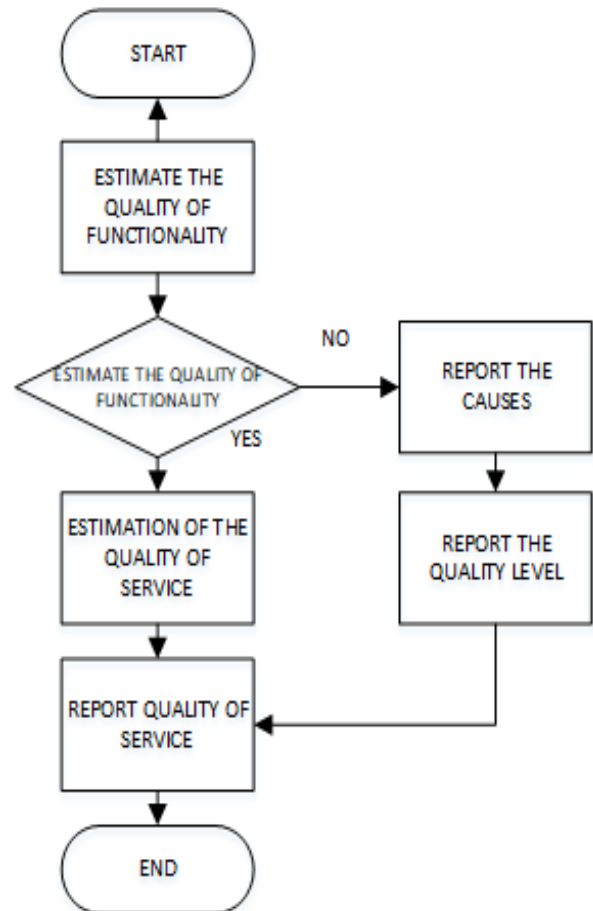 START
ESTIMATE THE
QUALITY OF
FUNCTIONALITY
ESTIMATE THE QUALITY OF
FUNCTIONALITY
NO
YES
REPORT THE
CAUSES
ESTIMATION OF THE
QUALITY OF
SERVICE
REPORT THE
QUALITY LEVEL
REPORT QUALITY OF
SERVICE
END